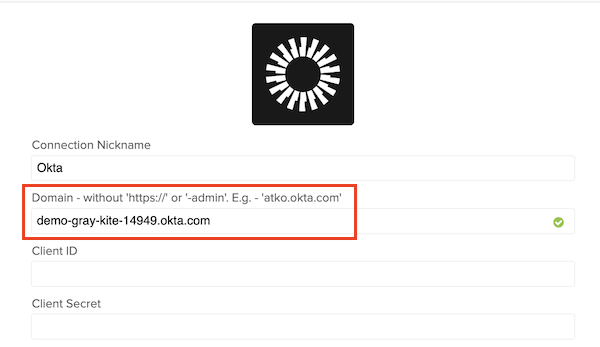 Connection Nickname
Okta
Domain - without 'https://' or '-admin'. E.g. - 'atko.okta.com'
demo-gray-kite-14949.okta.com
Client ID
Client Secret